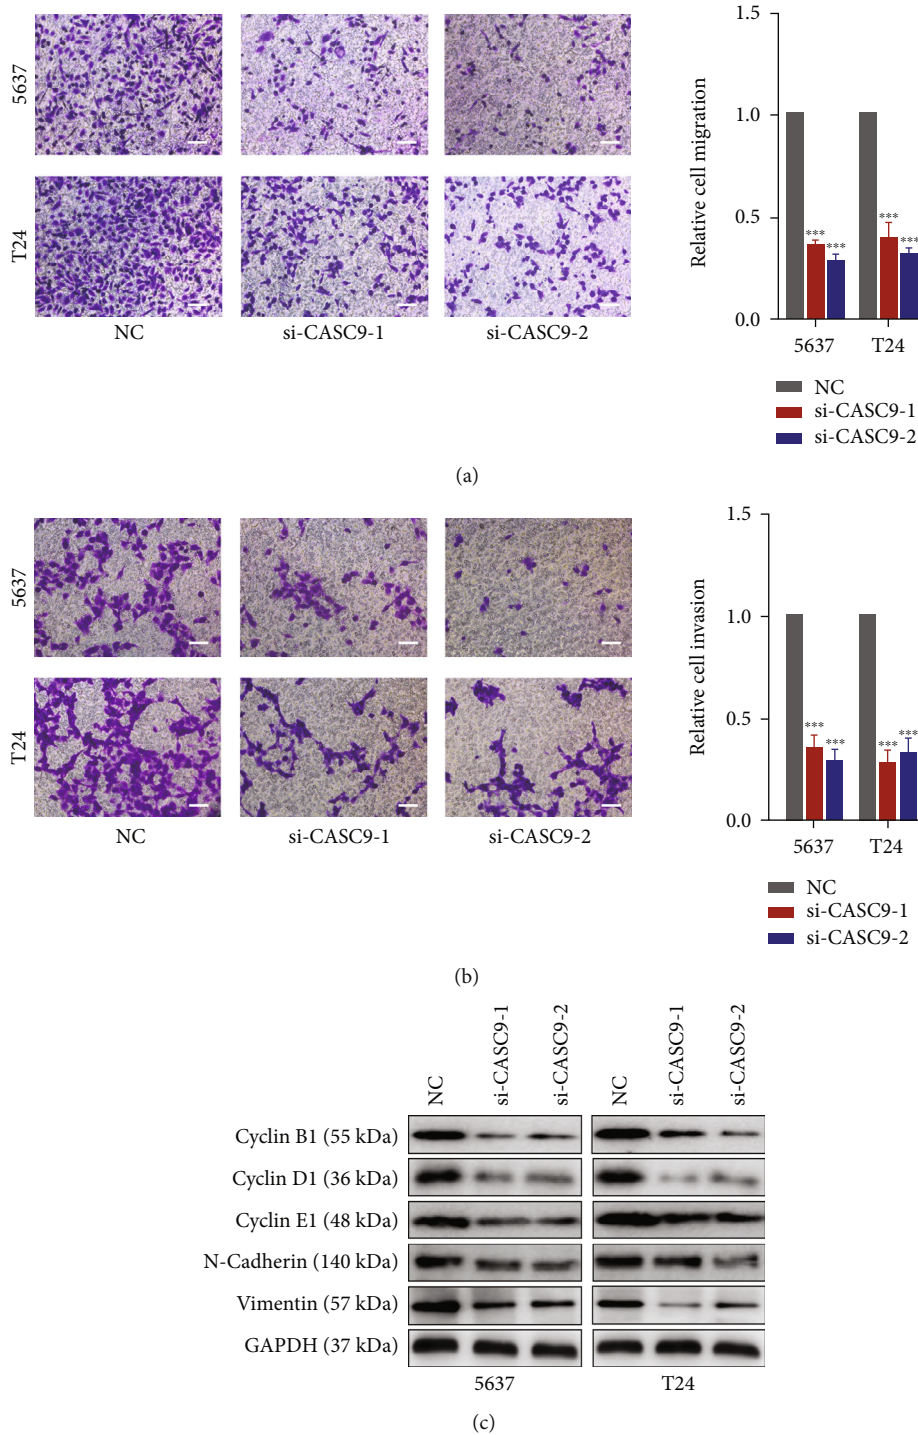 5637
T24
NC
si-CASC9-1
si-CASC9-2
Relative cell migration
1.5
1.0
0.5
0.0
***
***
***
***
5637
T24
NC
si-CASC9-1
si-CASC9-2
(a)
5637
T24
NC
si-CASC9-1
si-CASC9-2
Relative cell invasion
1.5
1.0
0.5
0.0
***
***
***
***
5637
T24
NC
si-CASC9-1
si-CASC9-2
(b)
NC
si-CASC9-1
si-CASC9-2
NC
si-CASC9-1
si-CASC9-2
Cyclin B1 (55 kDa)
Cyclin D1 (36 kDa)
Cyclin E1 (48 kDa)
N-Cadherin (140 kDa)
Vimentin (57 kDa)
GAPDH (37 kDa)
5637
T24
(c)